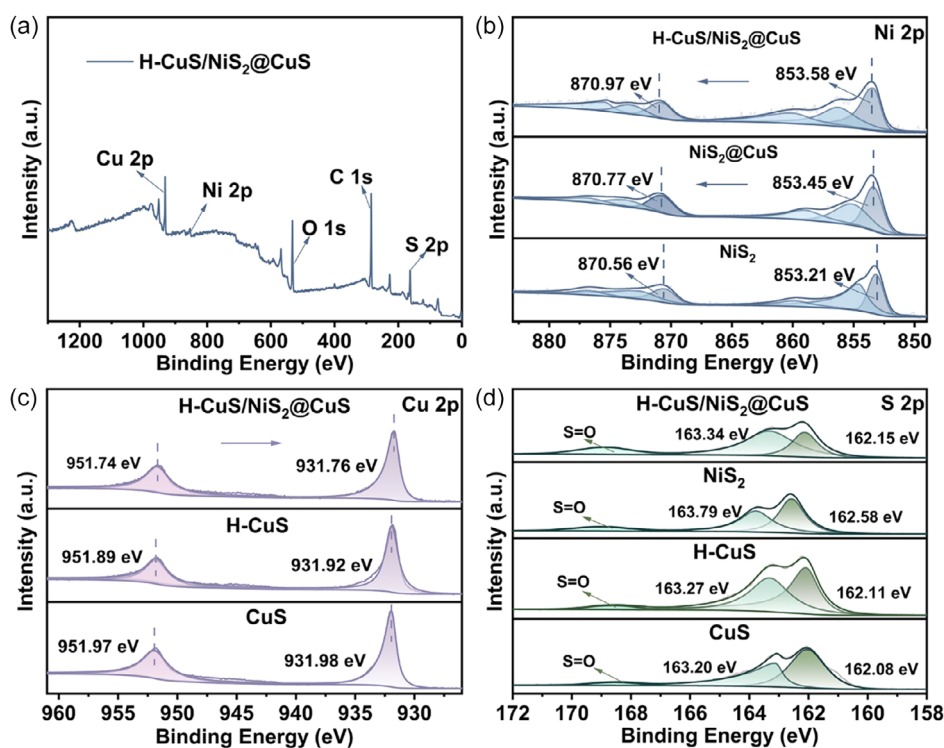 (a)
H-CuS/NiS₂@CuS
Cu 2p
Ni 2p
C 1s
O 1s
S 2p
Intensity (a.u.)
1200 1000 800 600 400 200 0
Binding Energy (eV)
(b)
H-CuS/NiS₂@CuS
Ni 2p
870.97 eV
853.58 eV
NiS₂@CuS
870.77 eV
853.45 eV
NiS₂
870.56 eV
853.21 eV
Intensity (a.u.)
880 875 870 865 860 855 850
Binding Energy (eV)
(c)
H-CuS/NiS₂@CuS
Cu 2p
951.74 eV
931.76 eV
H-CuS
951.89 eV
931.92 eV
CuS
951.97 eV
931.98 eV
Intensity (a.u.)
960 955 950 945 940 935 930
Binding Energy (eV)
(d)
H-CuS/NiS₂@CuS
S 2p
S=O
163.34 eV
162.15 eV
NiS₂
S=O
163.79 eV
162.58 eV
H-CuS
S=O
163.27 eV
162.11 eV
CuS
S=O
163.20 eV
162.08 eV
Intensity (a.u.)
172 170 168 166 164 162 160 158
Binding Energy (eV)